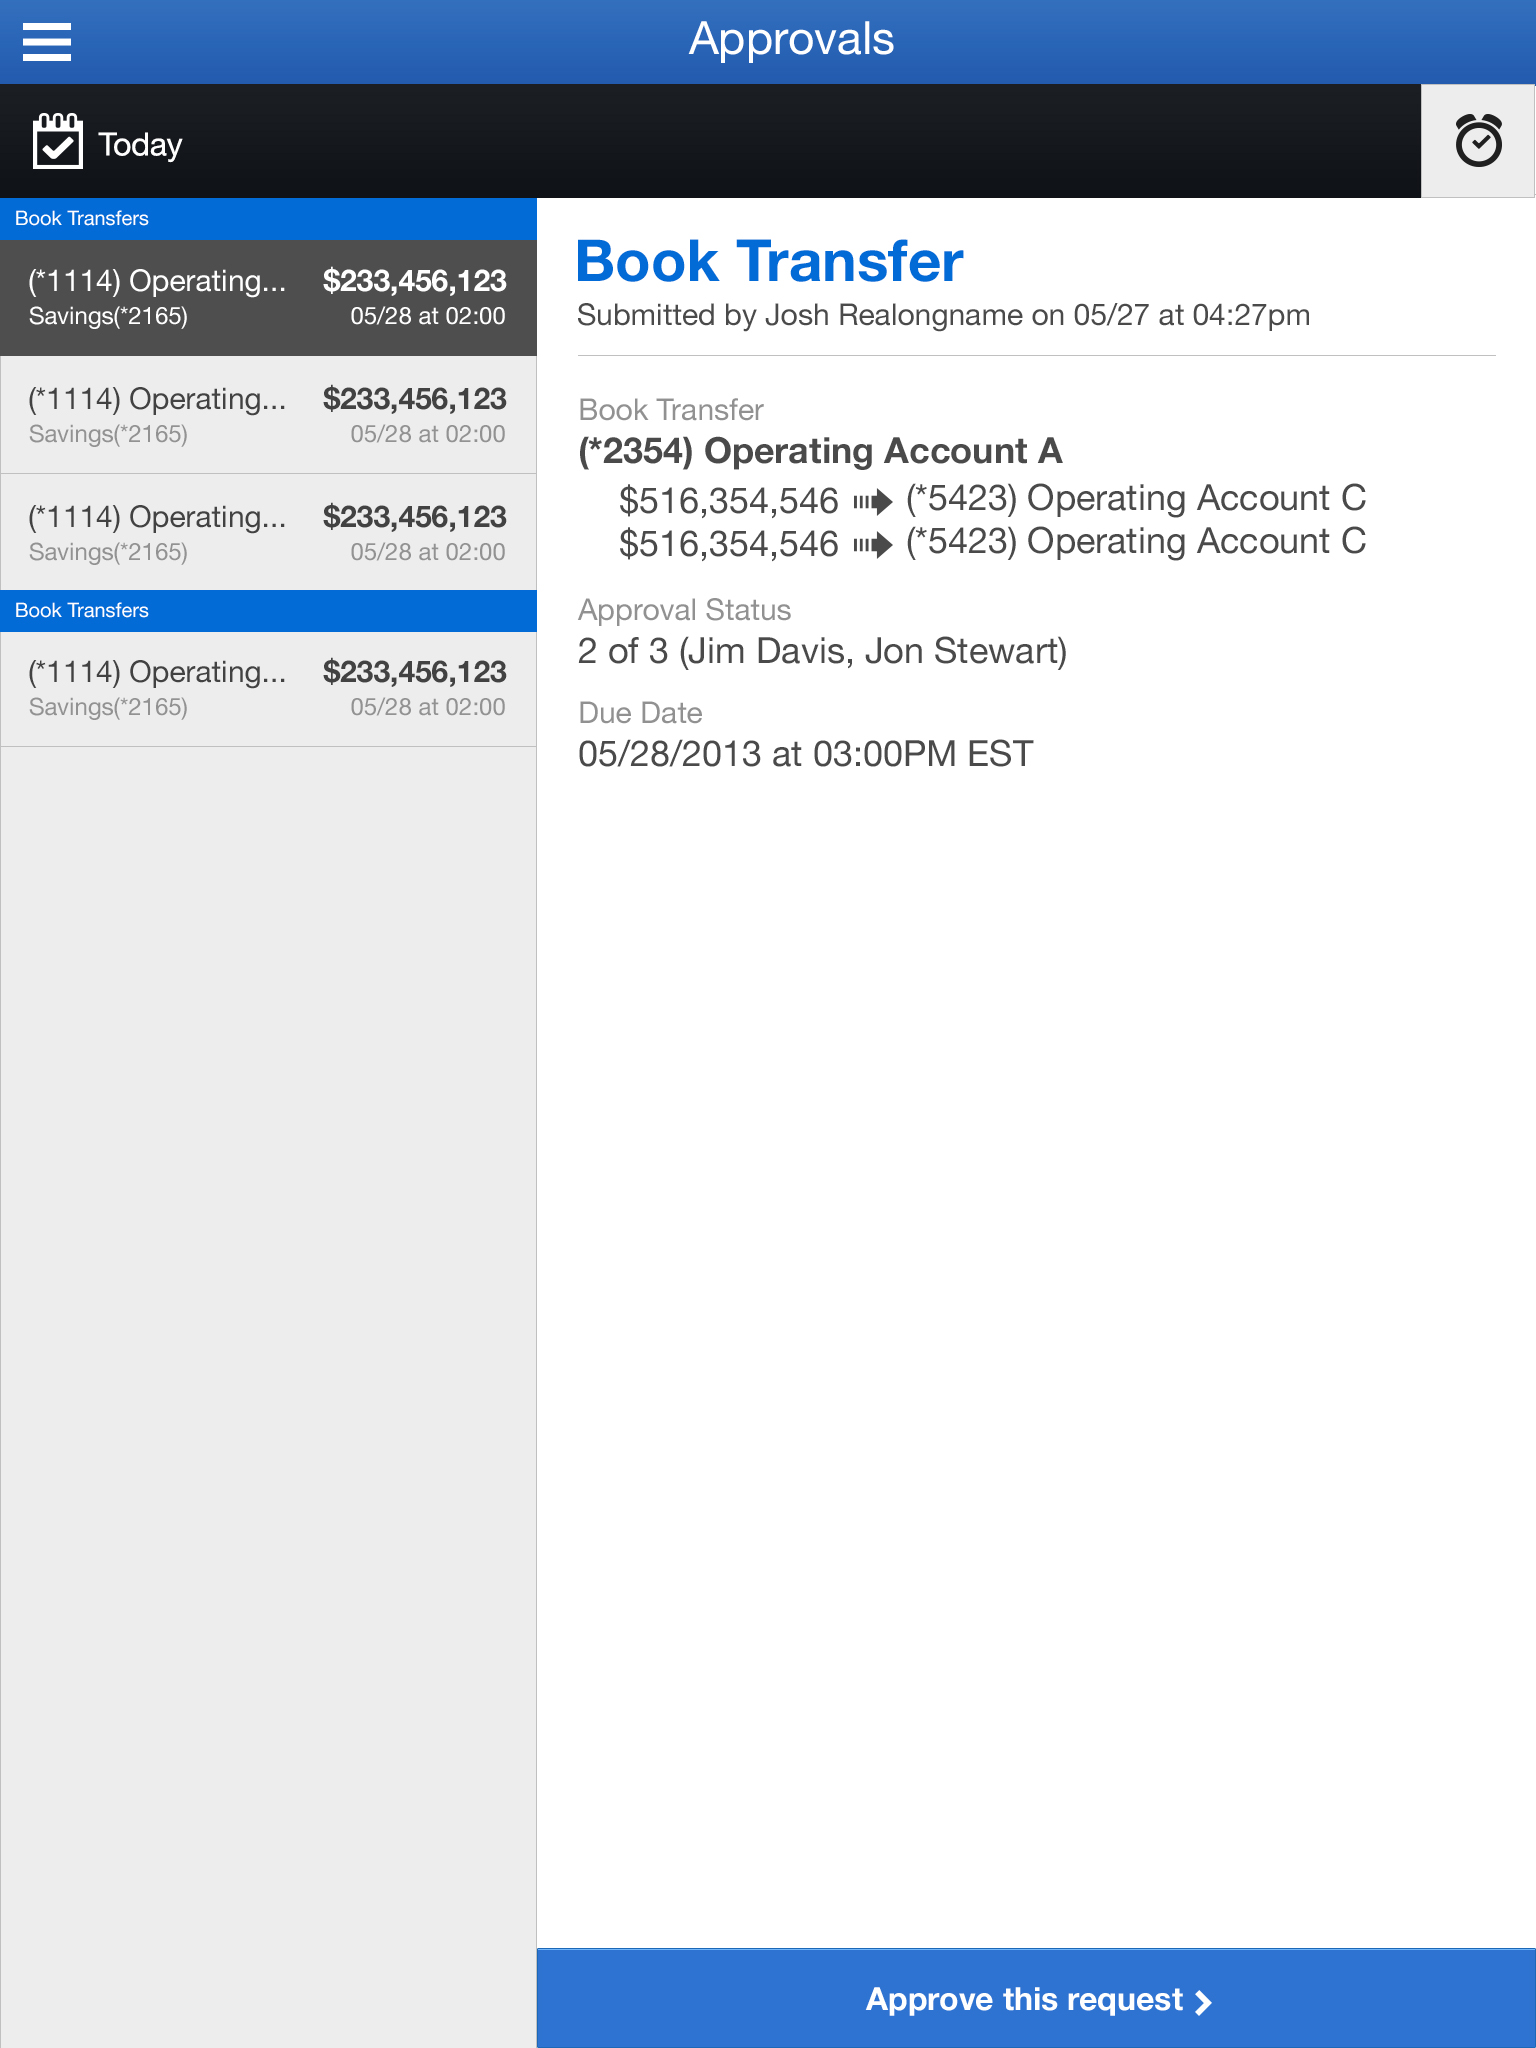 Approvals
Today
Book Transfers
(*1114) Operating... $233,456,123
Savings(*2165) 05/28 at 02:00
(*1114) Operating... $233,456,123
Savings(*2165) 05/28 at 02:00
(*1114) Operating... $233,456,123
Savings(*2165) 05/28 at 02:00
Book Transfers
(*1114) Operating... $233,456,123
Savings(*2165) 05/28 at 02:00
Book Transfer
Submitted by Josh Realongname on 05/27 at 04:27pm
Book Transfer
(*2354) Operating Account A
$516,354,546 (*5423) Operating Account C
$516,354,546 (*5423) Operating Account C
Approval Status
2 of 3 (Jim Davis, Jon Stewart)
Due Date
05/28/2013 at 03:00PM EST
Approve this request